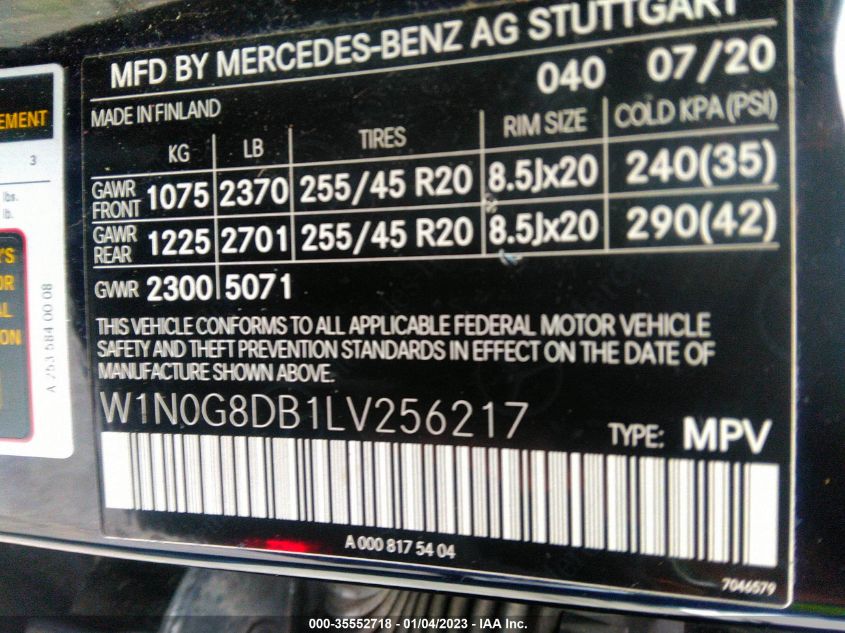 MFD BY MERCEDES-BENZ AG STUTTGART
040 07/20
MADE IN FINLAND
KG LB TIRES RIM SIZE COLD KPA (PSI)
GAWR FRONT 1075 2370 255/45 R20 8.5Jx20 240(35)
GAWR REAR 1225 2701 255/45 R20 8.5Jx20 290(42)
GVWR 2300 5071
THIS VEHICLE CONFORMS TO ALL APPLICABLE FEDERAL MOTOR VEHICLE
SAFETY AND THEFT PREVENTION STANDARDS IN EFFECT ON THE DATE OF
MANUFACTURE SHOWN ABOVE.
W1N0G8DB1LV256217
TYPE: MPV
A 000 817 54 04
7046579
3
lbs.
lb.
A 253 584 00 08
000-35552718 - 01/04/2023 - IAA Inc.